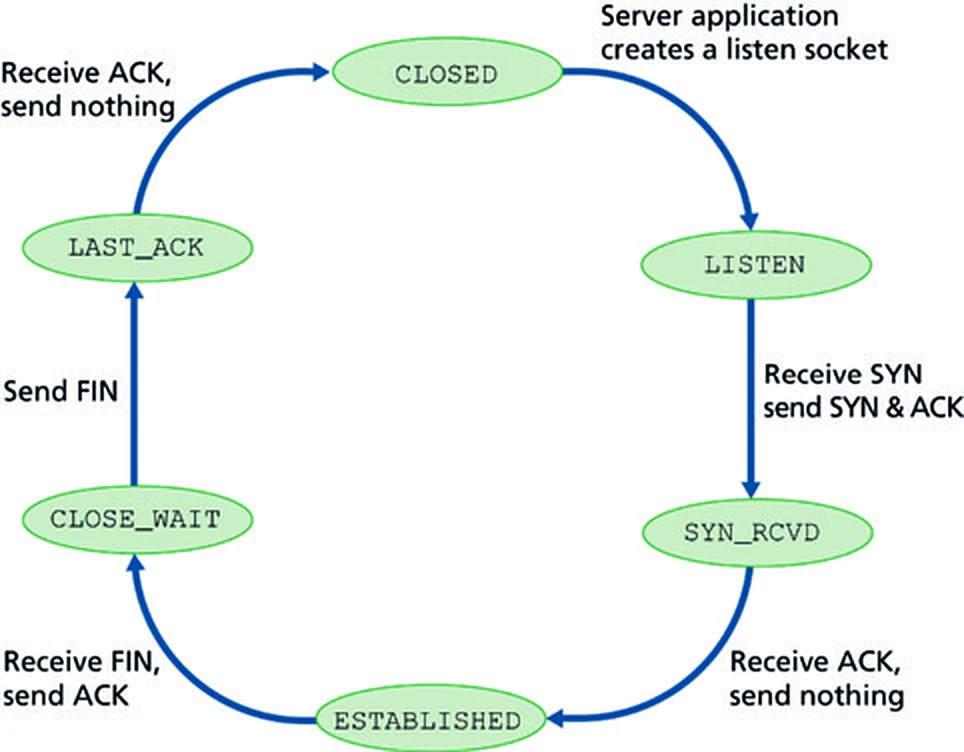 Server application
creates a listen socket
CLOSED
Receive ACK,
send nothing
LAST_ACK
LISTEN
Send FIN
Receive SYN
send SYN & ACK
CLOSE_WAIT
SYN_RCVD
Receive FIN,
send ACK
Receive ACK,
send nothing
ESTABLISHED